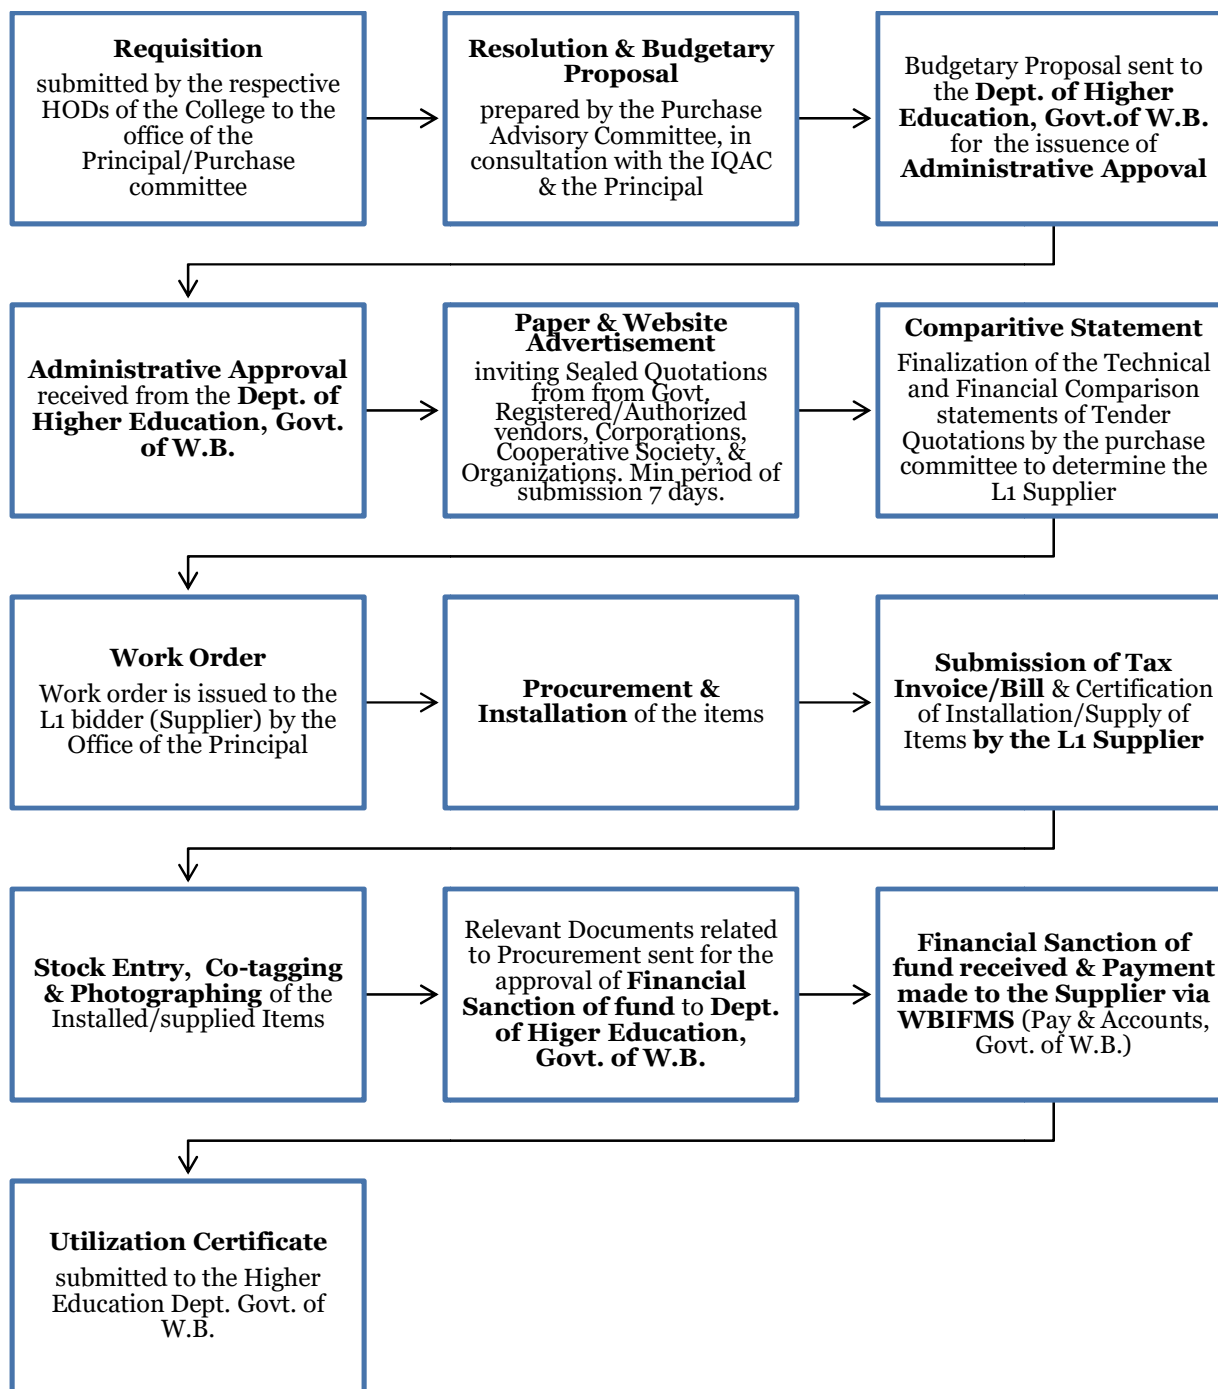 Requisition
submitted by the respective
HODs of the College to the
office of the
Principal/Purchase
committee
Resolution & Budgetary
Proposal
prepared by the Purchase
Advisory Committee, in
consultation with the IQAC
& the Principal
Budgetary Proposal sent to
the Dept. of Higher
Education, Govt.of W.B.
for the issuence of
Administrative Appoval
Administrative Approval
received from the Dept. of
Higher Education, Govt.
of W.B.
Paper & Website
Advertisement
inviting Sealed Quotations
from from Govt.
Registered/Authorized
vendors, Corporations,
Cooperative Society, &
Organizations. Min period of
submission 7 days.
Comparitive Statement
Finalization of the Technical
and Financial Comparison
statements of Tender
Quotations by the purchase
committee to determine the
L1 Supplier
Work Order
Work order is issued to the
L1 bidder (Supplier) by the
Office of the Principal
Procurement &
Installation of the items
Submission of Tax
Invoice/Bill & Certification
of Installation/Supply of
Items by the L1 Supplier
Stock Entry, Co-tagging
& Photographing of the
Installed/supplied Items
Relevant Documents related
to Procurement sent for the
approval of Financial
Sanction of fund to Dept.
of Higer Education,
Govt. of W.B.
Financial Sanction of
fund received & Payment
made to the Supplier via
WBIFMS (Pay & Accounts,
Govt. of W.B.)
Utilization Certificate
submitted to the Higher
Education Dept. Govt. of
W.B.